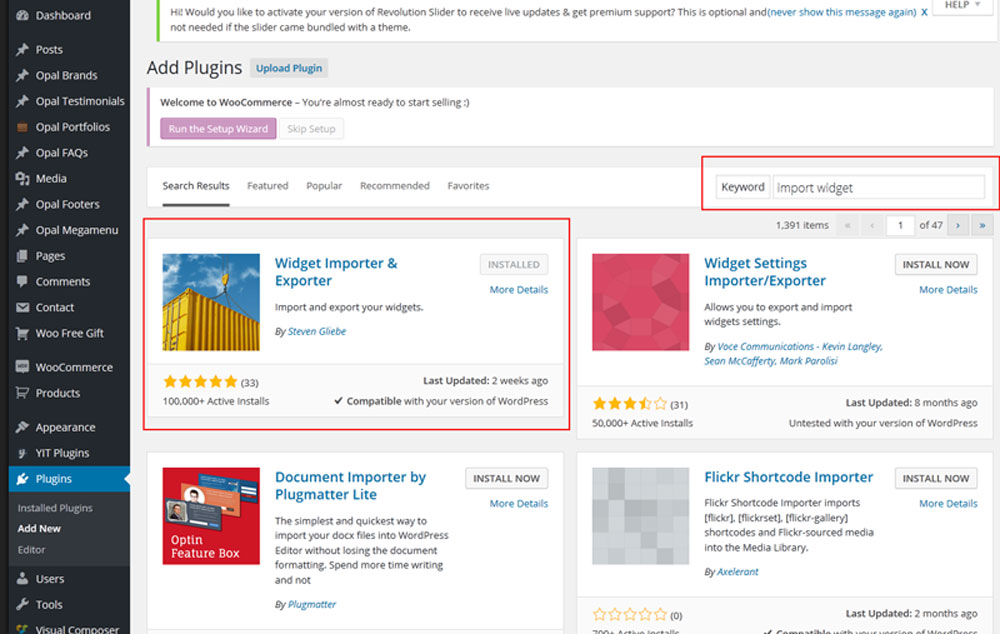 Dashboard
Posts
Opal Brands
Opal Testimonials
Opal Portfolios
Opal FAQs
Media
Opal Footers
Opal Megamenu
Pages
Comments
Contact
Woo Free Gift
WooCommerce
Products
Appearance
YIT Plugins
Plugins
Installed Plugins
Add New
Editor
Users
Tools
Visual Composer
Hi! Would you like to activate your version of Revolution Slider to receive live updates & get premium support? This is optional and(never show this message again) X
not needed if the slider came bundled with a theme.
HELP
Add Plugins Upload Plugin
Welcome to WooCommerce – You're almost ready to start selling :)
Run the Setup Wizard Skip Setup
Search Results Featured Popular Recommended Favorites
Keyword import widget
1,391 items « ‹ 1 of 47 › »
Widget Importer &
Exporter
INSTALLED
More Details
Import and export your widgets.
By Steven Gliebe
(33)
100,000+ Active Installs
Last Updated: 2 weeks ago
✔ Compatible with your version of WordPress
Widget Settings
Importer/Exporter
INSTALL NOW
More Details
Allows you to export and import
widgets settings.
By Voce Communications - Kevin Langley,
Sean McCafferty, Mark Parolisi
(31)
50,000+ Active Installs
Last Updated: 8 months ago
Untested with your version of WordPress
Optin
Feature Box
Document Importer by
Plugmatter Lite
INSTALL NOW
More Details
The simplest and quickest way to
import your docx files into WordPress
Editor without losing the document
formatting. Spend more time writing
and not
By Plugmatter
Flickr Shortcode Importer
INSTALL NOW
More Details
Flickr Shortcode Importer imports
[flickr], [flickrset], [flickr-gallery]
shortcodes and Flickr-sourced media
into the Media Library.
By Axelerant
(0)
700+ Active Installs
Last Updated: 2 months ago
✔ Compatible with your version of WordPress